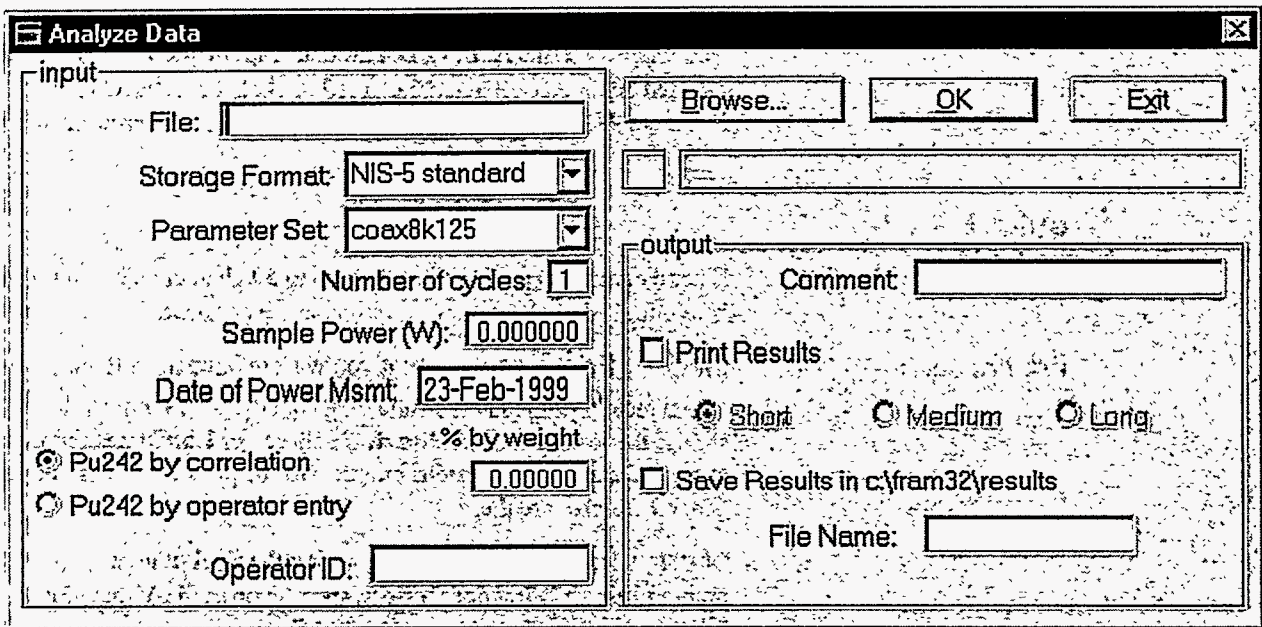 Analyze Data
input
File:
Storage Format: NIS-5 standard
Parameter Set: coax8k125
Number of cycles: 1
Sample Power (W): 0.000000
Date of Power Msmt: 23-Feb-1999
% by weight
Pu242 by correlation
0.00000
Pu242 by operator entry
Operator ID:
Browse...
OK
Exit
output
Comment:
Print Results
Short
Medium
Long
Save Results in c:\fram32\results
File Name: